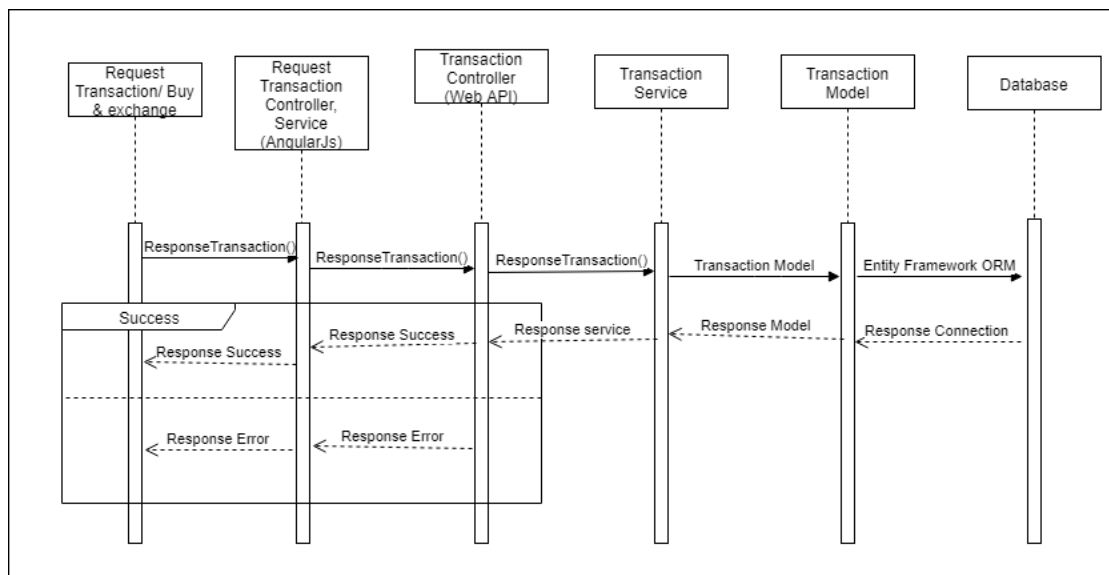 Request
Transaction/ Buy
& exchange
Request
Transaction
Controller,
Service
(AngularJs)
Transaction
Controller
(Web API)
Transaction
Service
Transaction
Model
Database
ResponseTransaction()
ResponseTransaction()
ResponseTransaction()
Transaction Model
Entity Framework ORM
Success
Response Success
Response Success
Response service
Response Model
Response Connection
Response Error
Response Error